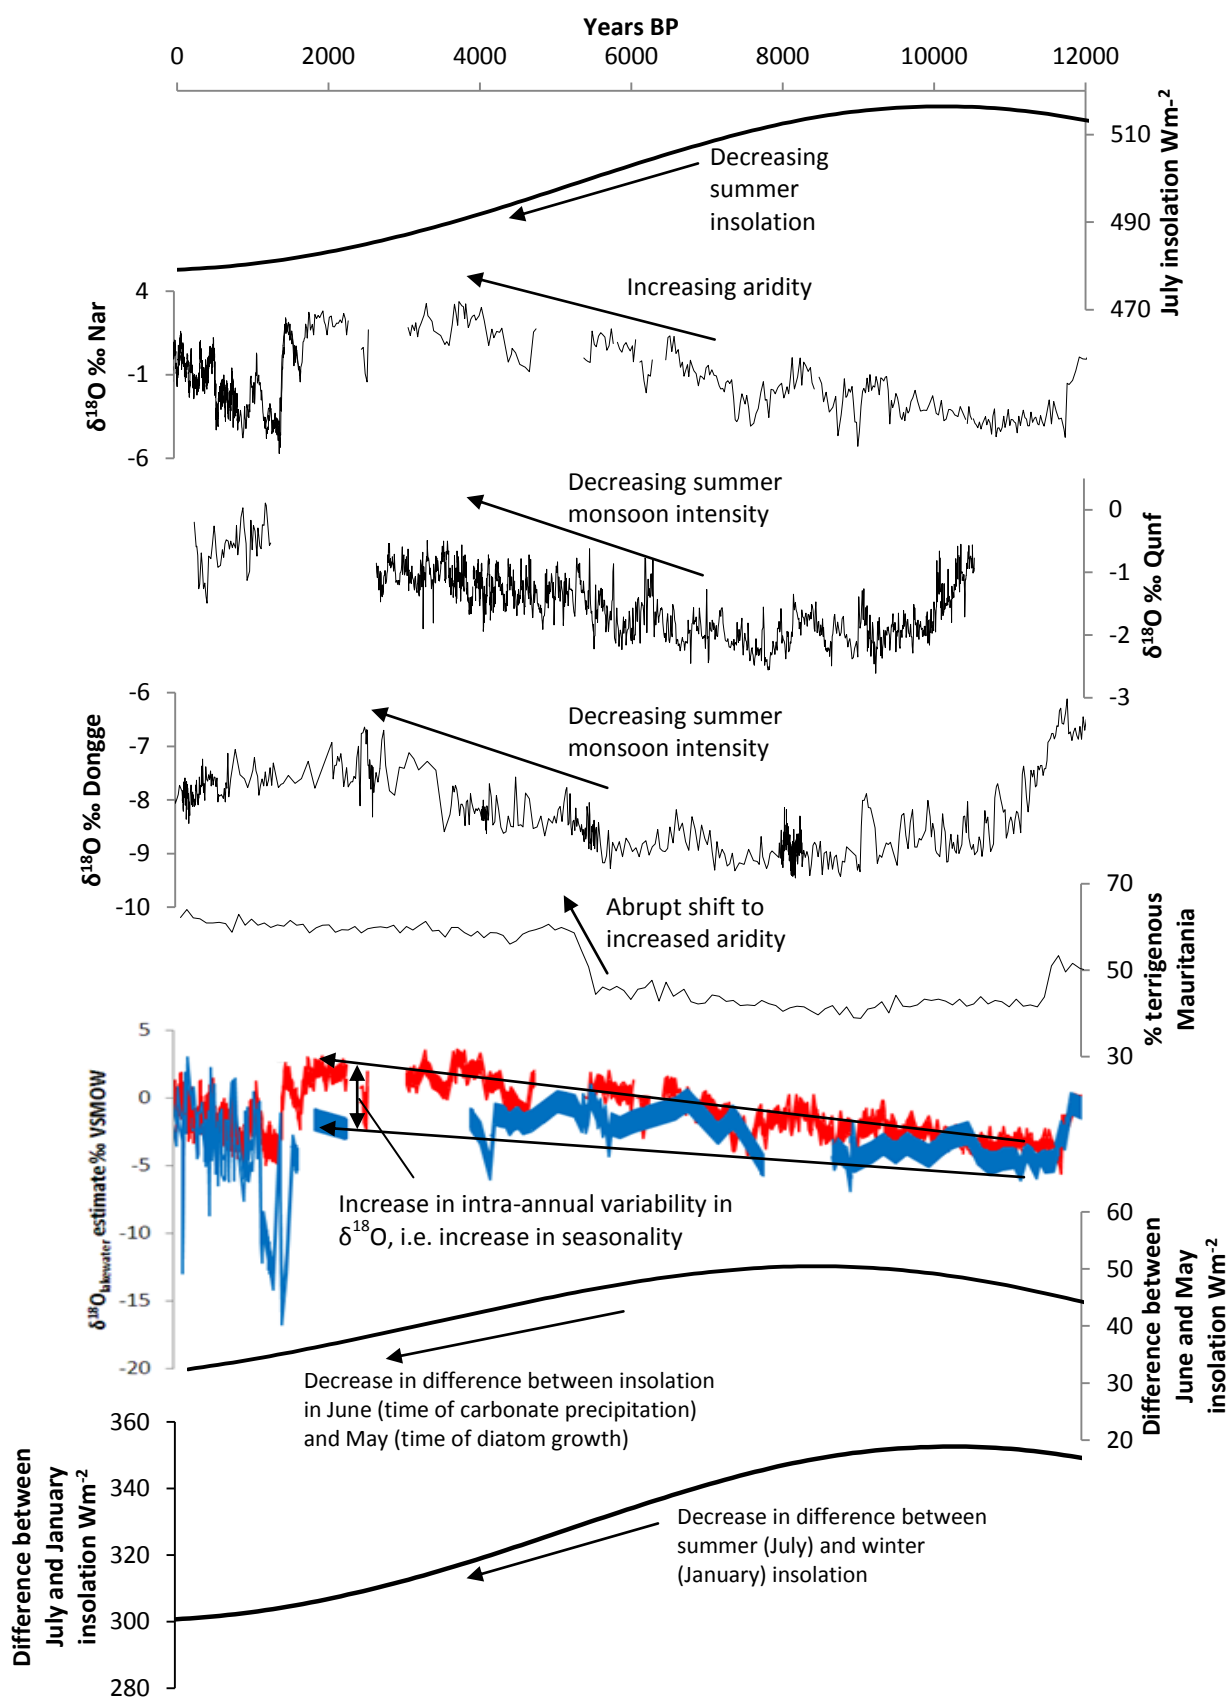 Years BP
0 2000 4000 6000 8000 10000 12000
510
490
470
July insolation Wm-2
Decreasing
summer
insolation
4
-1
-6
δ18O ‰ Nar
Increasing aridity
Decreasing summer
monsoon intensity
0
-1
-2
-3
δ18O ‰ Qunf
-6
-7
-8
-9
-10
δ18O ‰ Dongge
Decreasing summer
monsoon intensity
70
50
30
% terrigenous
Mauritania
Abrupt shift to
increased aridity
5
0
-5
-10
-15
-20
δ18Olakewater estimate‰ VSMOW
Increase in intra-annual variability in
δ18O, i.e. increase in seasonality
60
50
40
30
20
Difference between
June and May
insolation Wm-2
Decrease in difference between insolation
in June (time of carbonate precipitation)
and May (time of diatom growth)
360
340
320
300
280
Difference between
July and January
insolation Wm-2
Decrease in difference between
summer (July) and winter
(January) insolation